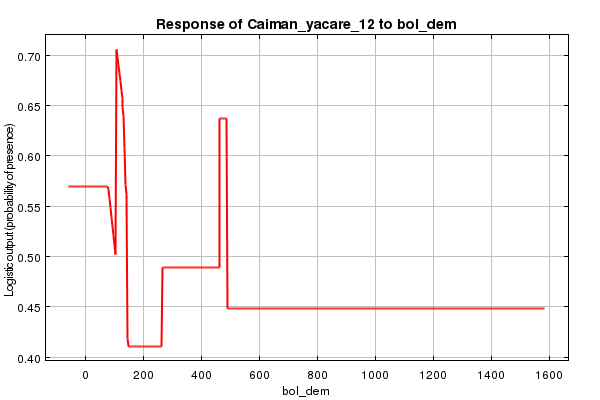 Response of Caiman_yacare_12 to bol_dem
Logistic output (probability of presence)
0.70
0.65
0.60
0.55
0.50
0.45
0.40
0 200 400 600 800 1000 1200 1400 1600
bol_dem